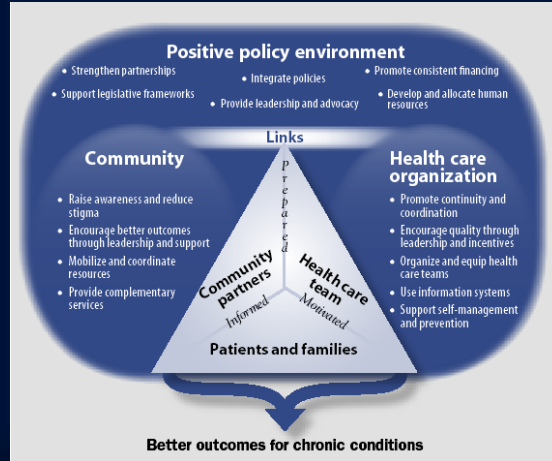 Positive policy environment
• Strengthen partnerships
• Integrate policies
• Promote consistent financing
• Support legislative frameworks
• Provide leadership and advocacy
• Develop and allocate human
resources
Links
Community
• Raise awareness and reduce
stigma
• Encourage better outcomes
through leadership and support
• Mobilize and coordinate
resources
• Provide complementary
services
Prepared
Community
partners
Health care
team
Informed
Motivated
Patients and families
Health care
organization
• Promote continuity and
coordination
• Encourage quality through
leadership and incentives
• Organize and equip health
care teams
• Use information systems
• Support self-management
and prevention
Better outcomes for chronic conditions